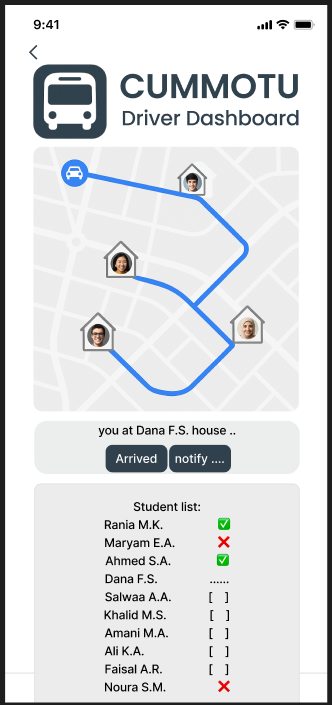 9:41
CUMMOTU
Driver Dashboard
you at Dana F.S. house ..
Arrived notify ....
Student list:
Rania M.K. ✅
Maryam E.A. ❌
Ahmed S.A. ✅
Dana F.S. ......
Salwaa A.A. [ ]
Khalid M.S. [ ]
Amani M.A. [ ]
Ali K.A. [ ]
Faisal A.R. [ ]
Noura S.M. ❌